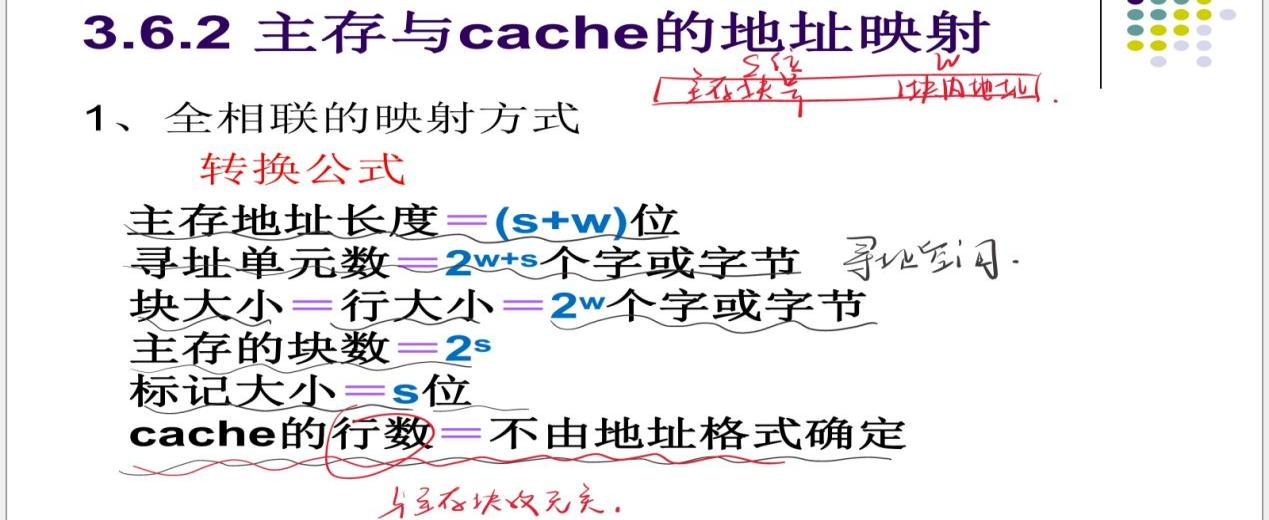 3.6.2 主存与cache的地址映射
s位 w
主存块号 块内地址
1、全相联的映射方式
转换公式
主存地址长度＝(s+w)位
寻址单元数＝2w+s个字或字节 寻址空间.
块大小＝行大小＝2w个字或字节
主存的块数＝2s
标记大小＝s位
cache的行数＝不由地址格式确定
与主存块数无关.